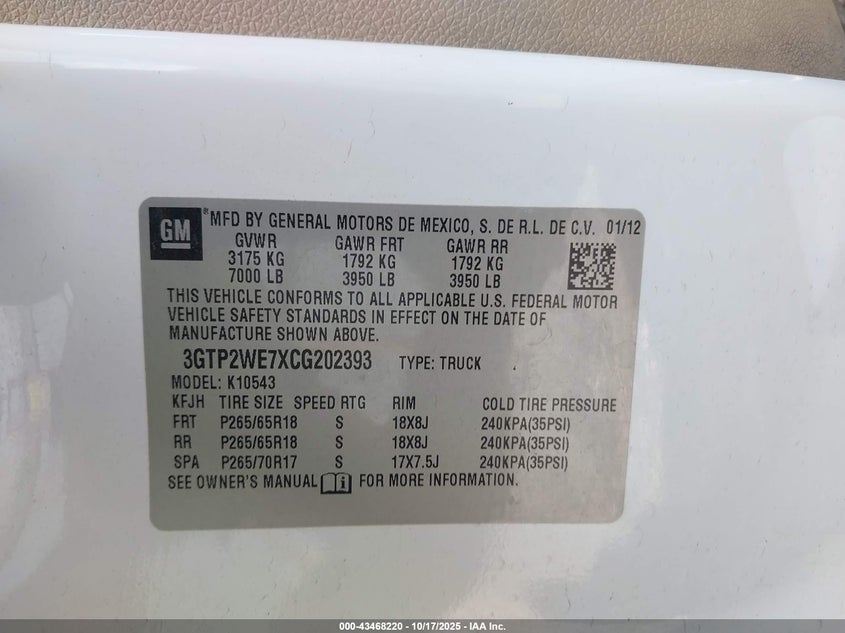 GM ® MFD BY GENERAL MOTORS DE MEXICO, S. DE R.L. DE C.V. 01/12
GVWR GAWR FRT GAWR RR
3175 KG 1792 KG 1792 KG
7000 LB 3950 LB 3950 LB
THIS VEHICLE CONFORMS TO ALL APPLICABLE U.S. FEDERAL MOTOR
VEHICLE SAFETY STANDARDS IN EFFECT ON THE DATE OF
MANUFACTURE SHOWN ABOVE.
3GTP2WE7XCG202393 TYPE: TRUCK
MODEL: K10543
KFJH TIRE SIZE SPEED RTG RIM COLD TIRE PRESSURE
FRT P265/65R18 S 18X8J 240KPA(35PSI)
RR P265/65R18 S 18X8J 240KPA(35PSI)
SPA P265/70R17 S 17X7.5J 240KPA(35PSI)
SEE OWNER'S MANUAL FOR MORE INFORMATION.
000-43468220 - 10/17/2025 - IAA Inc.